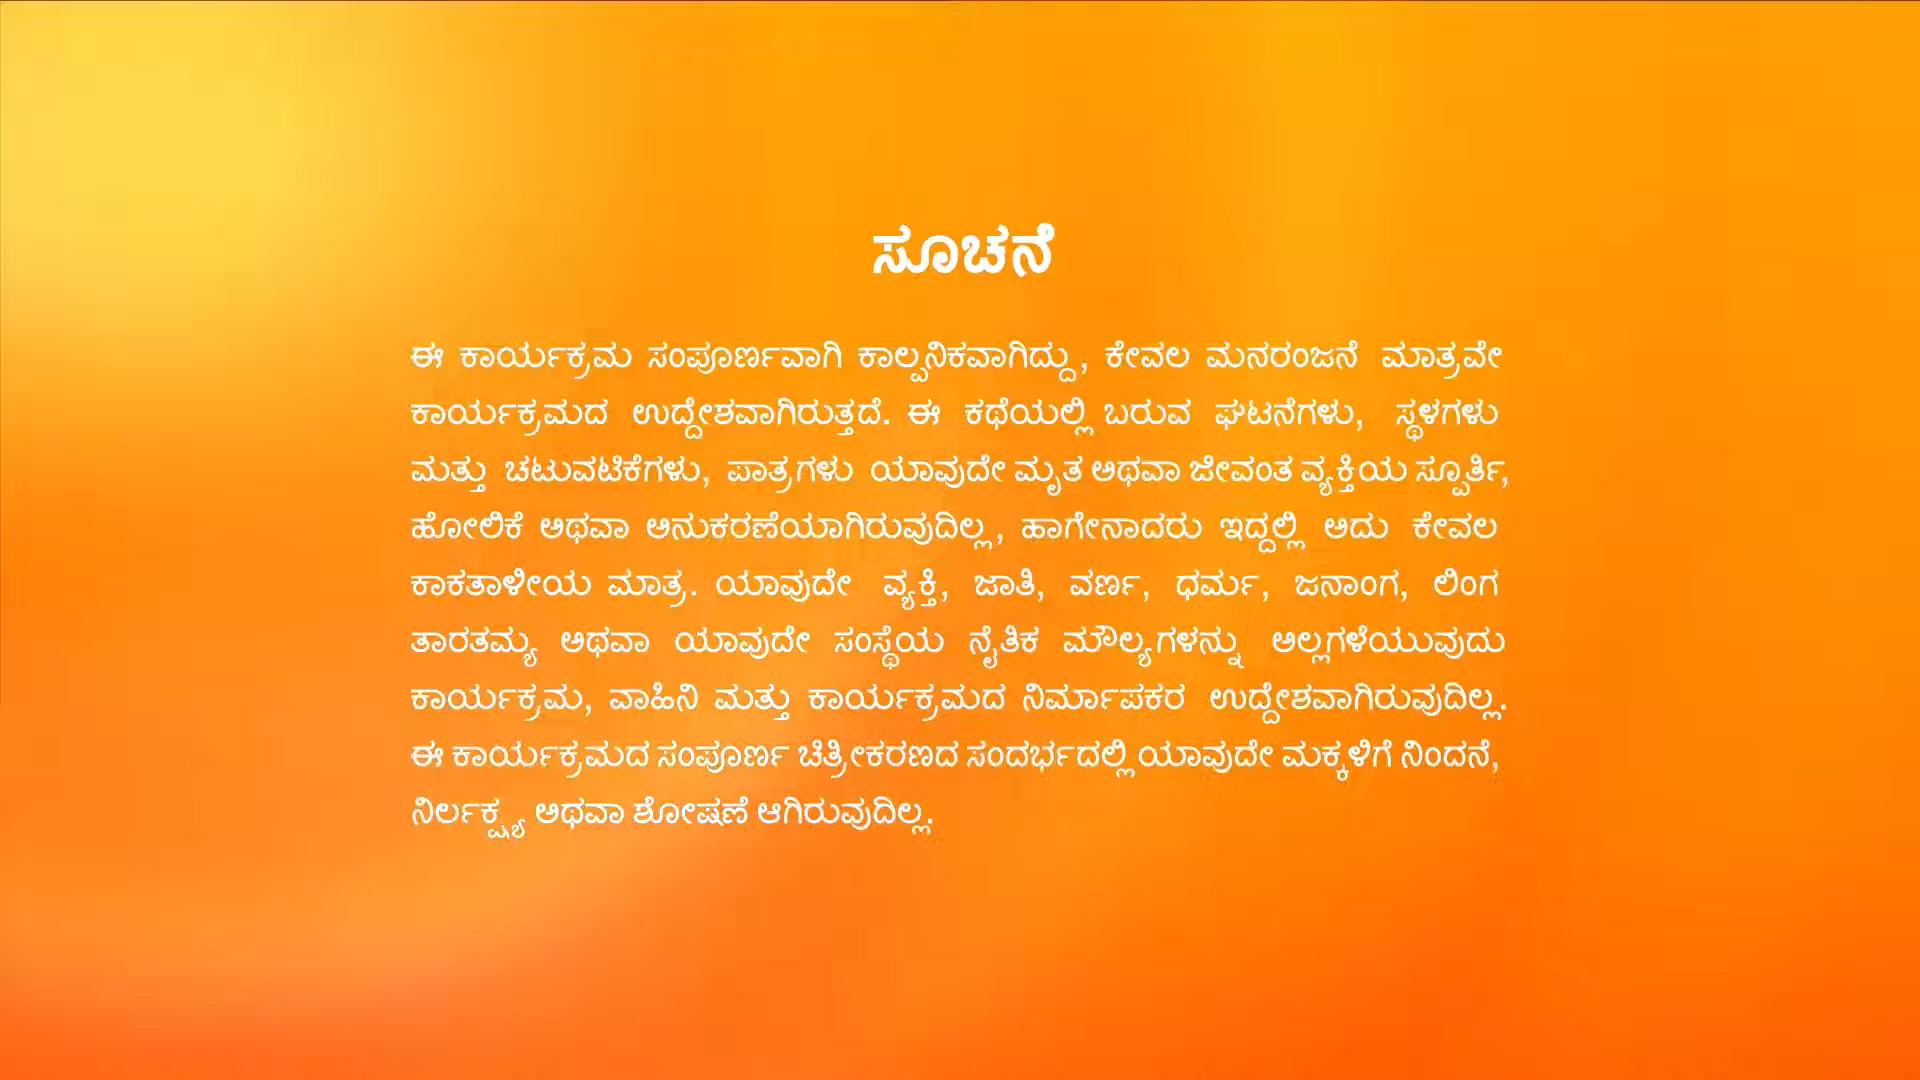 ಸೂಚನೆ
ಈ ಕಾರ್ಯಕ್ರಮ ಸಂಪೂರ್ಣವಾಗಿ ಕಾಲ್ಪನಿಕವಾಗಿದ್ದು, ಕೇವಲ ಮನರಂಜನೆ ಮಾತ್ರವೇ
ಕಾರ್ಯಕ್ರಮದ ಉದ್ದೇಶವಾಗಿರುತ್ತದೆ. ಈ ಕಥೆಯಲ್ಲಿ ಬರುವ ಘಟನೆಗಳು, ಸ್ಥಳಗಳು
ಮತ್ತು ಚಟುವಟಿಕೆಗಳು, ಪಾತ್ರಗಳು ಯಾವುದೇ ಮೃತ ಅಥವಾ ಜೀವಂತ ವ್ಯಕ್ತಿಯ ಸ್ಪೂರ್ತಿ,
ಹೋಲಿಕೆ ಅಥವಾ ಅನುಕರಣೆಯಾಗಿರುವುದಿಲ್ಲ, ಹಾಗೇನಾದರು ಇದ್ದಲ್ಲಿ ಅದು ಕೇವಲ
ಕಾಕತಾಳೀಯ ಮಾತ್ರ. ಯಾವುದೇ ವ್ಯಕ್ತಿ, ಜಾತಿ, ವರ್ಣ, ಧರ್ಮ, ಜನಾಂಗ, ಲಿಂಗ
ತಾರತಮ್ಯ ಅಥವಾ ಯಾವುದೇ ಸಂಸ್ಥೆಯ ನೈತಿಕ ಮೌಲ್ಯಗಳನ್ನು ಅಲ್ಲಗಳೆಯುವುದು
ಕಾರ್ಯಕ್ರಮ, ವಾಹಿನಿ ಮತ್ತು ಕಾರ್ಯಕ್ರಮದ ನಿರ್ಮಾಪಕರ ಉದ್ದೇಶವಾಗಿರುವುದಿಲ್ಲ.
ಈ ಕಾರ್ಯಕ್ರಮದ ಸಂಪೂರ್ಣ ಚಿತ್ರೀಕರಣದ ಸಂದರ್ಭದಲ್ಲಿ ಯಾವುದೇ ಮಕ್ಕಳಿಗೆ ನಿಂದನೆ,
ನಿರ್ಲಕ್ಷ್ಯ ಅಥವಾ ಶೋಷಣೆ ಆಗಿರುವುದಿಲ್ಲ.